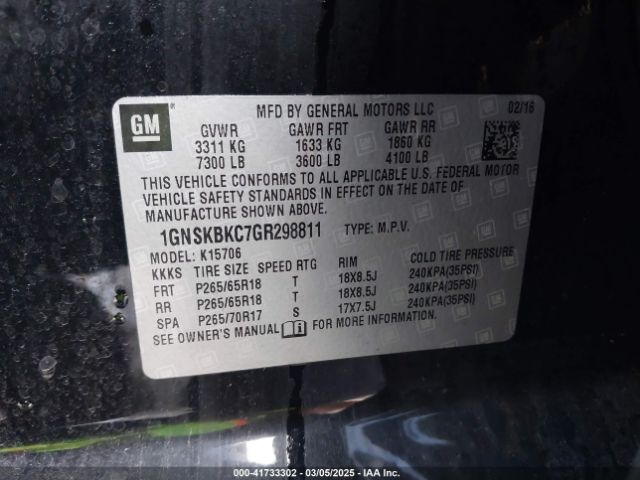 GM
MFD BY GENERAL MOTORS LLC 02/16
GVWR GAWR FRT GAWR RR
3311 KG 1633 KG 1860 KG
7300 LB 3600 LB 4100 LB
THIS VEHICLE CONFORMS TO ALL APPLICABLE U.S. FEDERAL MOTOR
VEHICLE SAFETY STANDARDS IN EFFECT ON THE DATE OF
MANUFACTURE SHOWN ABOVE.
1GNSKBKC7GR298811 TYPE: M.P.V.
MODEL: K15706
KKKS TIRE SIZE SPEED RTG RIM COLD TIRE PRESSURE
FRT P265/65R18 T 18X8.5J 240KPA(35PSI)
RR P265/65R18 T 18X8.5J 240KPA(35PSI)
SPA P265/70R17 S 17X7.5J 240KPA(35PSI)
SEE OWNER'S MANUAL i FOR MORE INFORMATION.
000-41733302 - 03/05/2025 - IAA Inc.